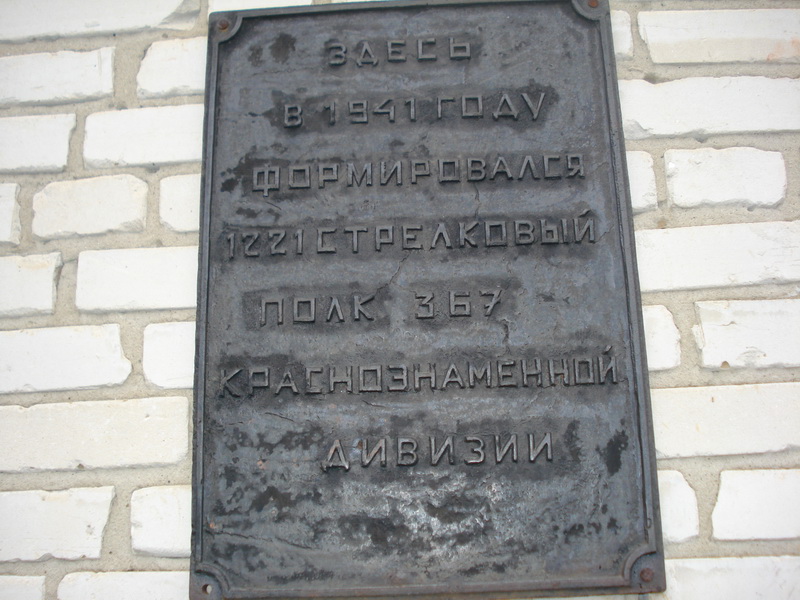 ЗДЕСЬ
В 1941 ГОДУ
ФОРМИРОВАЛСЯ
1221 СТРЕЛКОВЫЙ
ПОЛК 367
КРАСНОЗНАМЕННОЙ
ДИВИЗИИ